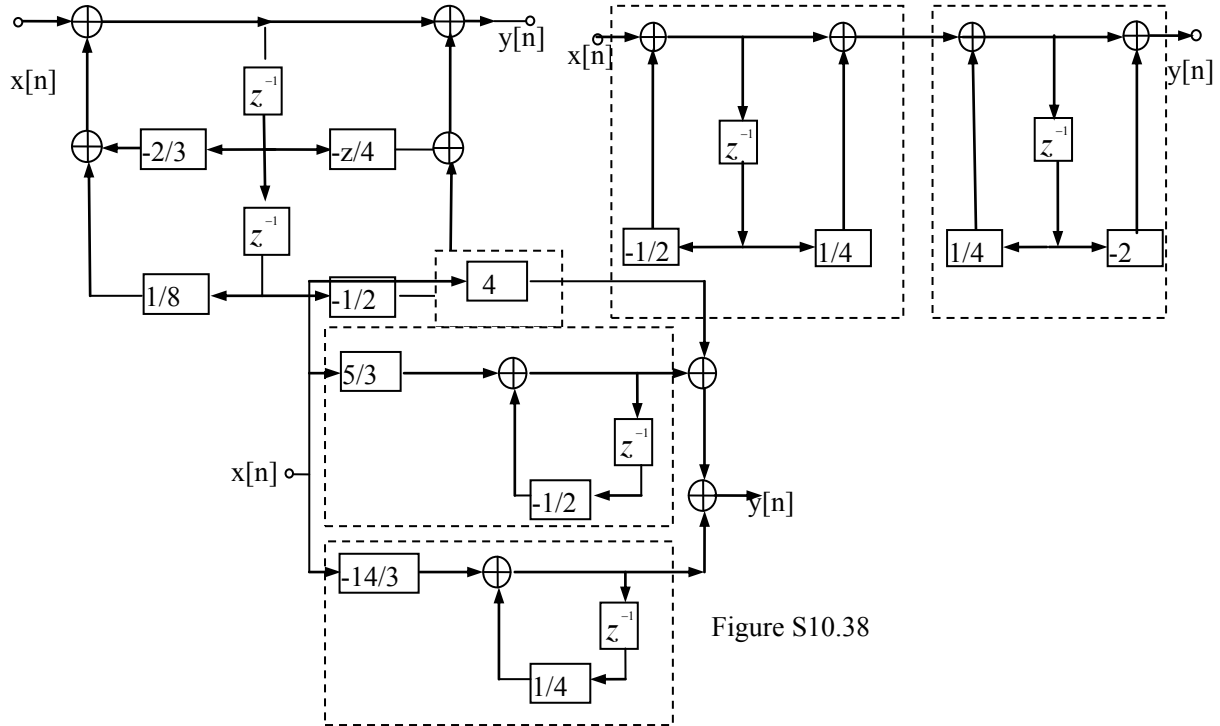 x[n]
y[n]
z⁻¹
-2/3
-z/4
z⁻¹
1/8
-1/2
4
x[n]
z⁻¹
-1/2
1/4
z⁻¹
1/4
-2
y[n]
5/3
z⁻¹
-1/2
x[n]
y[n]
-14/3
z⁻¹
1/4
Figure S10.38